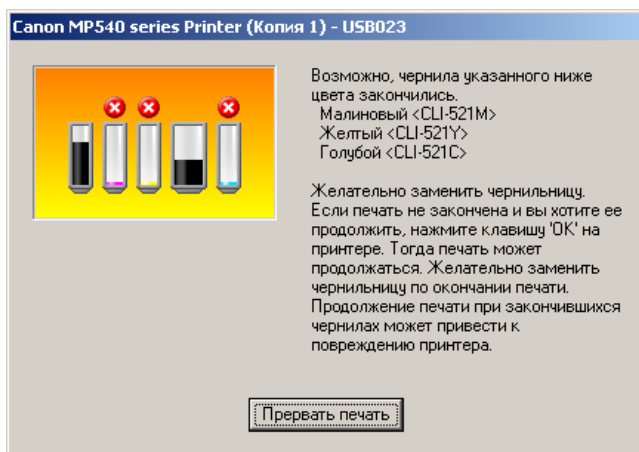 Canon MP540 series Printer (Копия 1) - USB023
Возможно, чернила указанного ниже
цвета закончились.
Малиновый <CLI-521M>
Желтый <CLI-521Y>
Голубой <CLI-521C>
Желательно заменить чернильницу.
Если печать не закончена и вы хотите ее
продолжить, нажмите клавишу 'OK' на
принтере. Тогда печать может
продолжаться. Желательно заменить
чернильницу по окончании печати.
Продолжение печати при закончившихся
чернилах может привести к
повреждению принтера.
Прервать печать